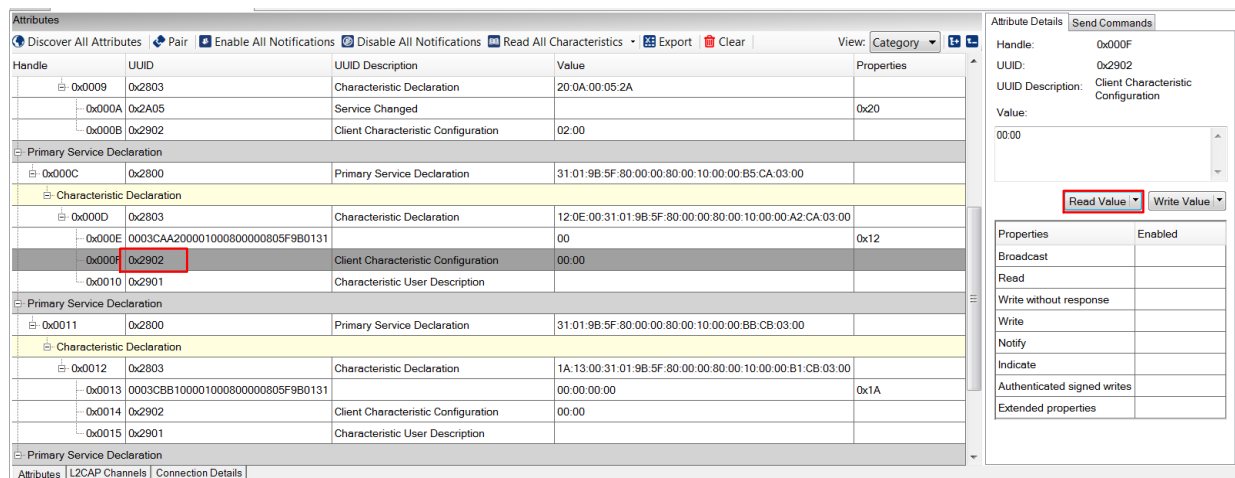 Attributes
Discover All Attributes Pair Enable All Notifications Disable All Notifications Read All Characteristics Export Clear View: Category
Handle UUID UUID Description Value Properties
0x0009 0x2803 Characteristic Declaration 20:0A:00:05:2A
0x000A 0x2A05 Service Changed 0x20
0x000B 0x2902 Client Characteristic Configuration 02:00
Primary Service Declaration
0x000C 0x2800 Primary Service Declaration 31:01:9B:5F:80:00:00:80:00:10:00:00:B5:CA:03:00
Characteristic Declaration
0x000D 0x2803 Characteristic Declaration 12:0E:00:31:01:9B:5F:80:00:00:80:00:10:00:00:A2:CA:03:00
0x000E 0003CAA200001000800000805F9B0131 00 0x12
0x000F 0x2902 Client Characteristic Configuration 00:00
0x0010 0x2901 Characteristic User Description
Primary Service Declaration
0x0011 0x2800 Primary Service Declaration 31:01:9B:5F:80:00:00:80:00:10:00:00:BB:CB:03:00
Characteristic Declaration
0x0012 0x2803 Characteristic Declaration 1A:13:00:31:01:9B:5F:80:00:00:80:00:10:00:00:B1:CB:03:00
0x0013 0003CBB100001000800000805F9B0131 00:00:00:00 0x1A
0x0014 0x2902 Client Characteristic Configuration 00:00
0x0015 0x2901 Characteristic User Description
Primary Service Declaration
Attributes L2CAP Channels Connection Details
Attribute Details Send Commands
Handle: 0x000F
UUID: 0x2902
UUID Description: Client Characteristic
Configuration
Value:
00:00
Read Value Write Value
Properties Enabled
Broadcast
Read
Write without response
Write
Notify
Indicate
Authenticated signed writes
Extended properties